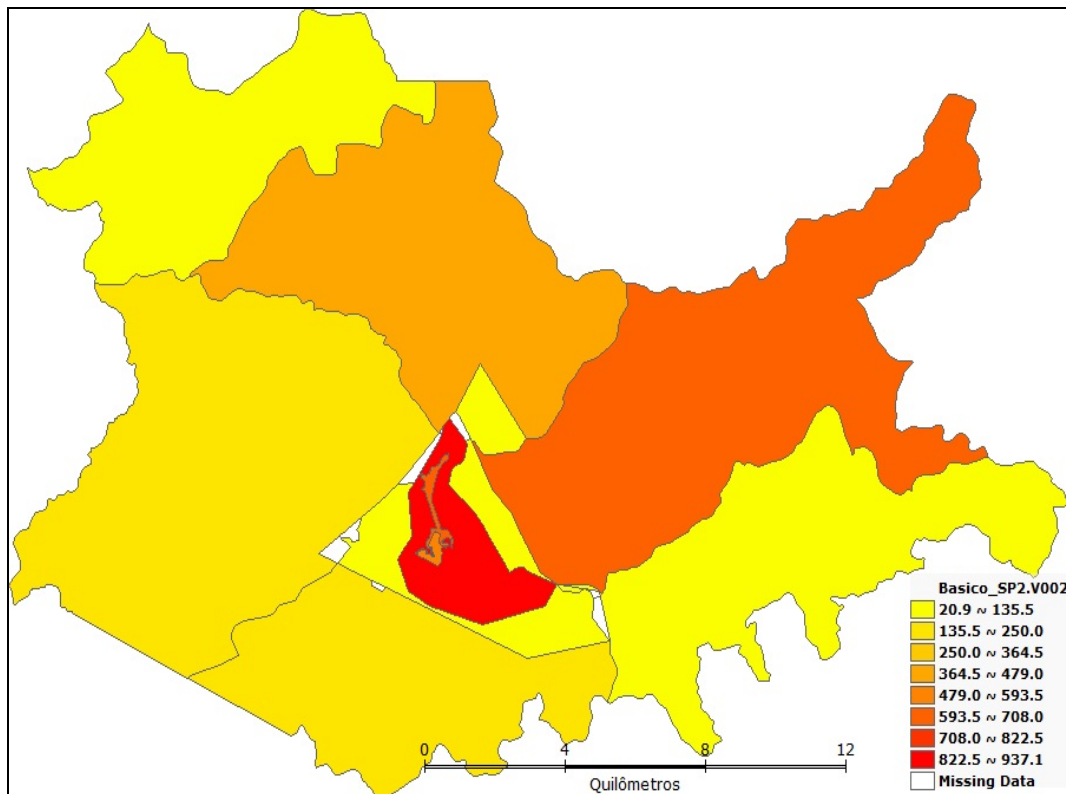 Basico_SP2.V002
20.9 ~ 135.5
135.5 ~ 250.0
250.0 ~ 364.5
364.5 ~ 479.0
479.0 ~ 593.5
593.5 ~ 708.0
708.0 ~ 822.5
822.5 ~ 937.1
Missing Data
0 4 8 12
Quilômetros